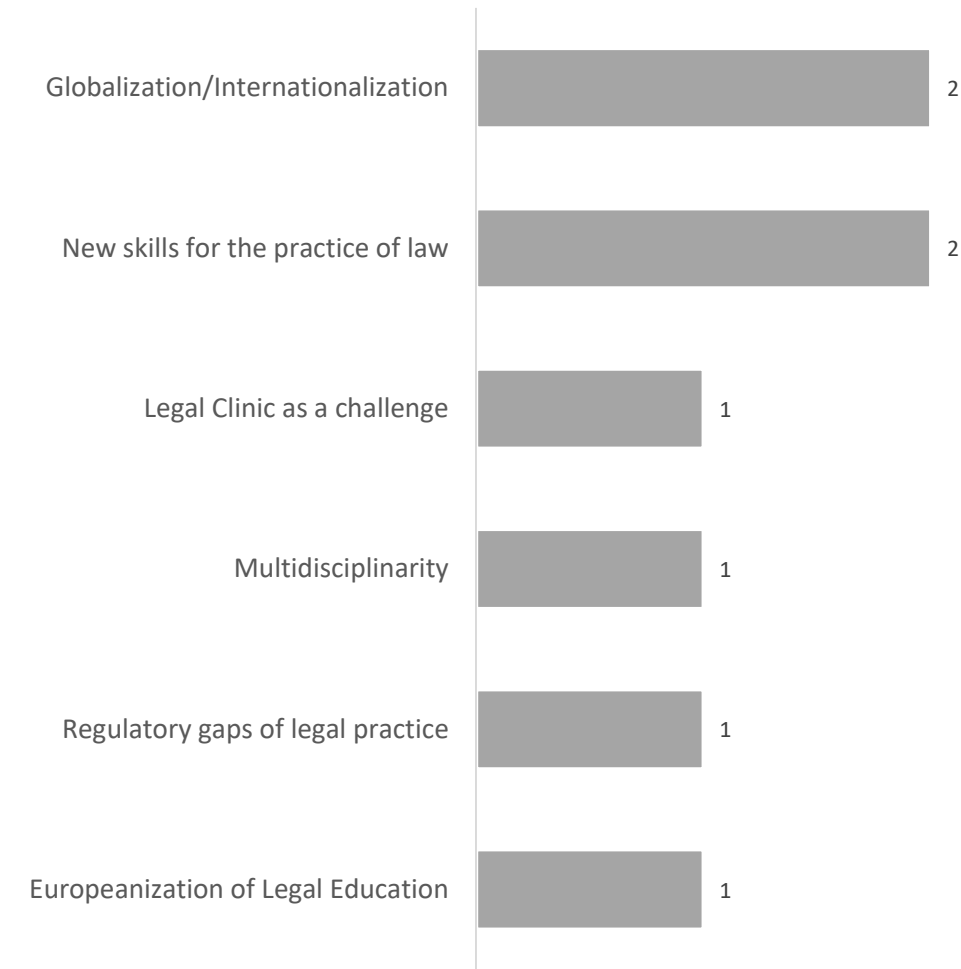 Globalization/Internationalization 2
New skills for the practice of law 2
Legal Clinic as a challenge 1
Multidisciplinarity 1
Regulatory gaps of legal practice 1
Europeanization of Legal Education 1